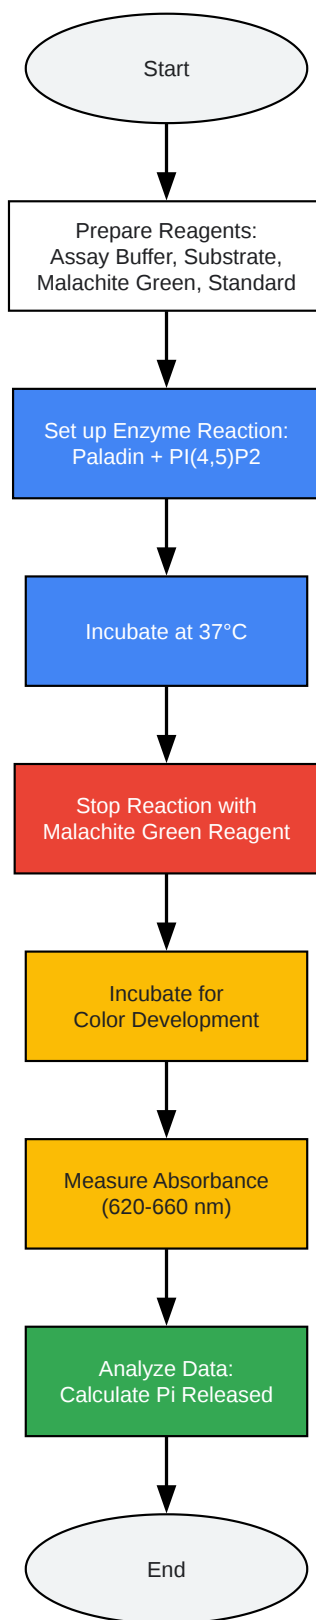 Start
Prepare Reagents:
Assay Buffer, Substrate,
Malachite Green, Standard
Set up Enzyme Reaction:
Paladin + PI(4,5)P2
Incubate at 37°C
Stop Reaction with
Malachite Green Reagent
Incubate for
Color Development
Measure Absorbance
(620-660 nm)
Analyze Data:
Calculate Pi Released
End